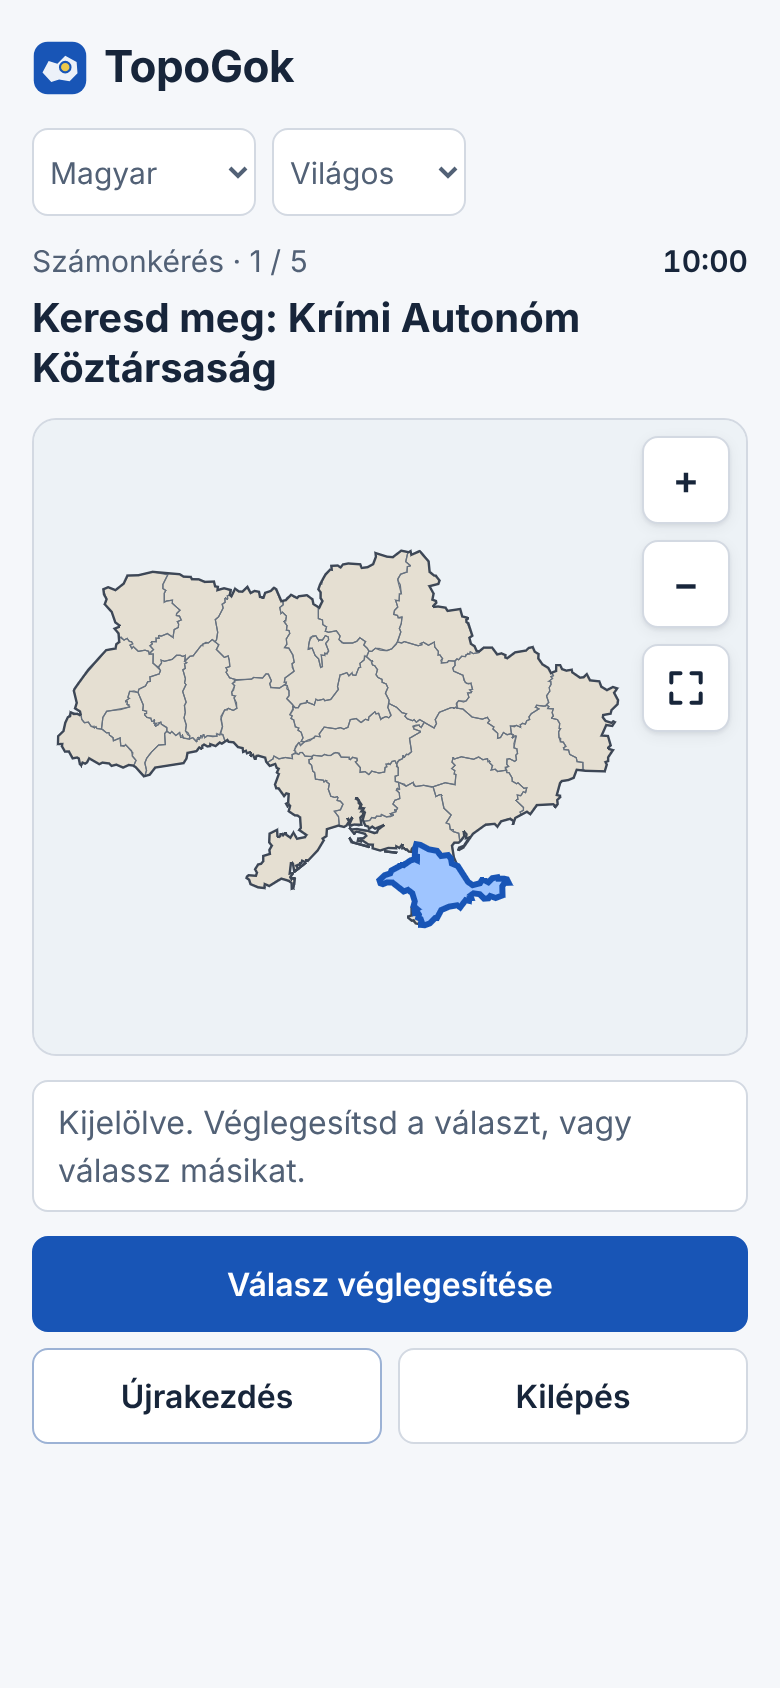 TopoGok
Magyar
Világos
Számonkérés · 1 / 5
10:00
Keresd meg: Krími Autonóm
Köztársaság
+
−
Kijelölve. Véglegesítsd a választ, vagy
válassz másikat.
Válasz véglegesítése
Újrakezdés
Kilépés